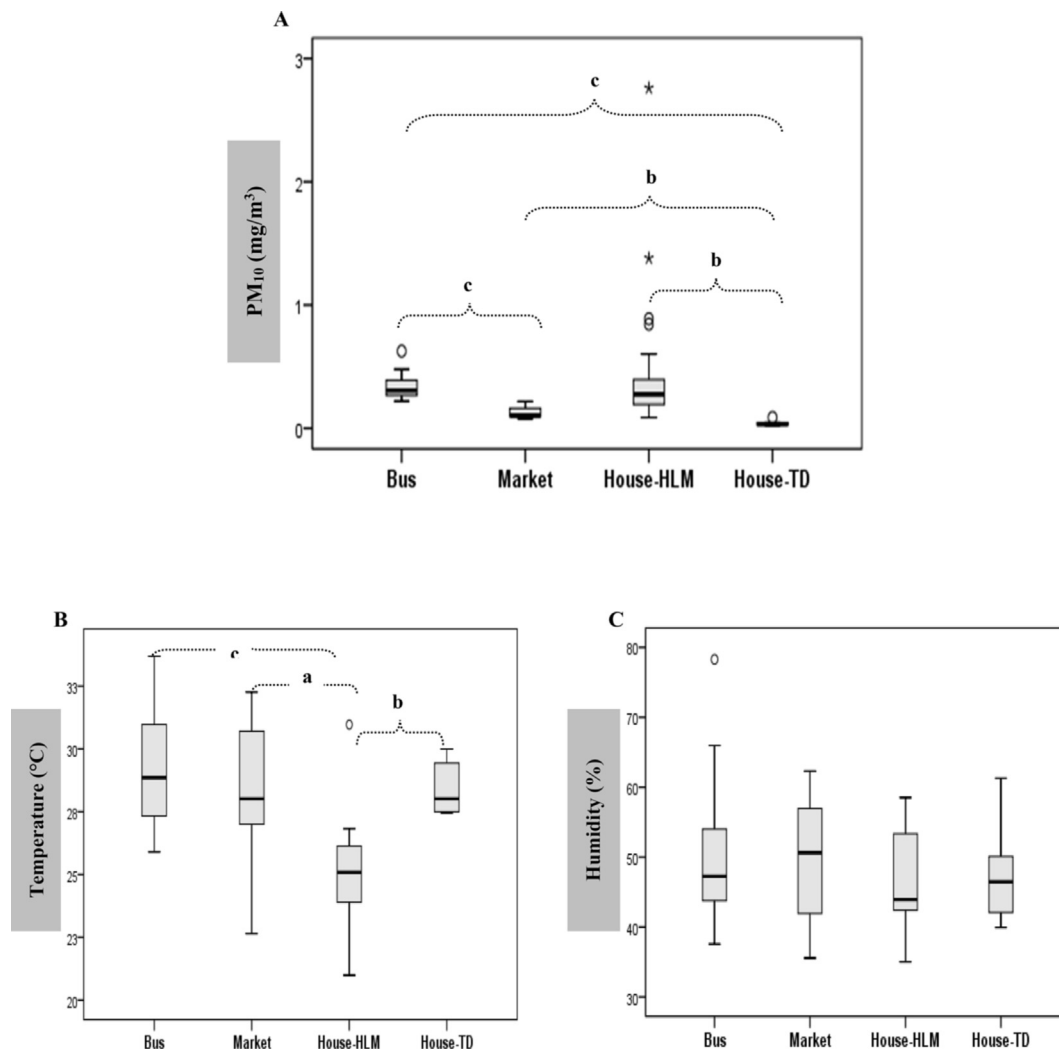 A
PM₁₀ (mg/m³)
3
2
1
0
c
b
b
c
Bus Market House-HLM House-TD
B
Temperature (°C)
33
30
28
25
23
20
c
a
b
Bus Market House-HLM House-TD
C
Humidity (%)
80
70
60
50
40
30
Bus Market House-HLM House-TD